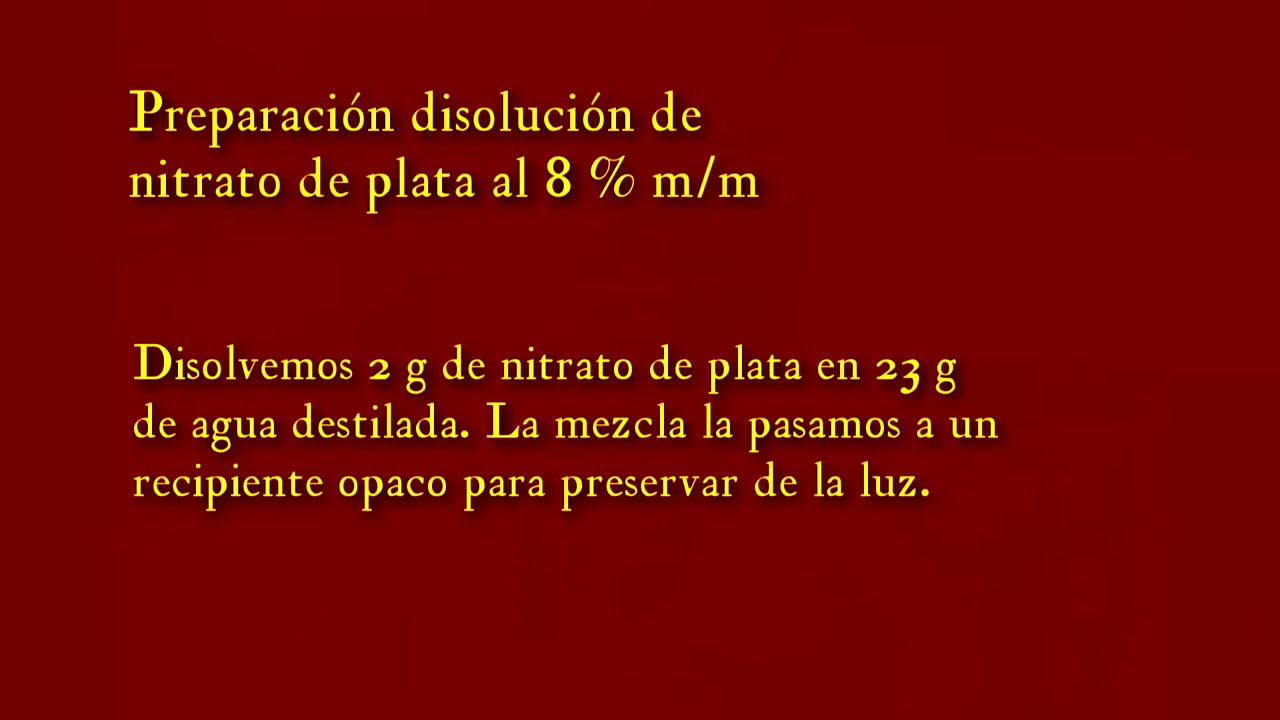 Preparación disolución de
nitrato de plata al 8 % m/m
Disolvemos 2 g de nitrato de plata en 23 g
de agua destilada. La mezcla la pasamos a un
recipiente opaco para preservar de la luz.